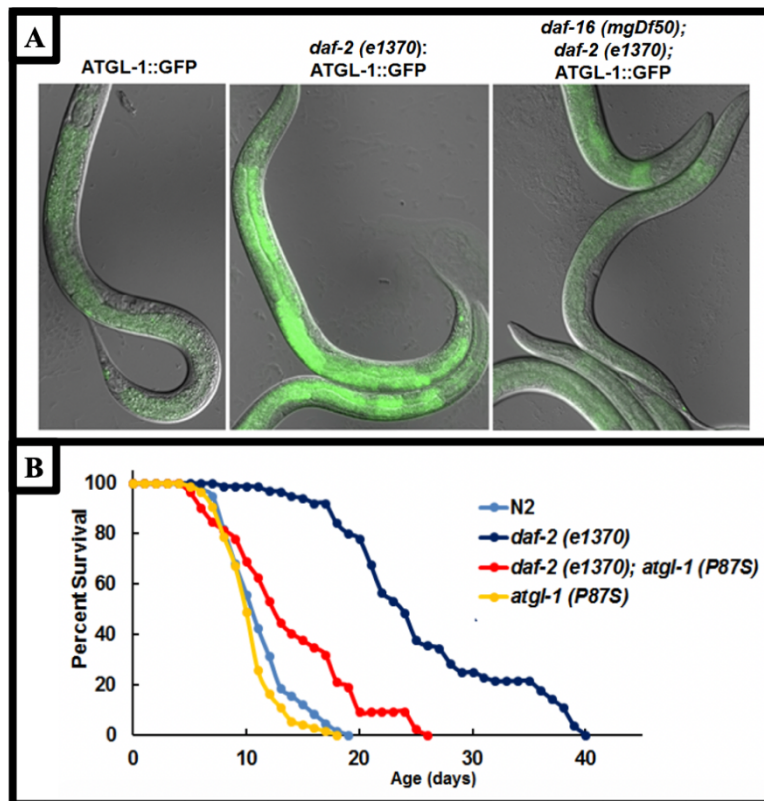 A
ATGL-1::GFP
daf-2 (e1370):
ATGL-1::GFP
daf-16 (mgDf50);
daf-2 (e1370);
ATGL-1::GFP
B
Percent Survival
100
80
60
40
20
0
0 10 20 30 40
Age (days)
N2
daf-2 (e1370)
daf-2 (e1370); atgl-1 (P87S)
atgl-1 (P87S)